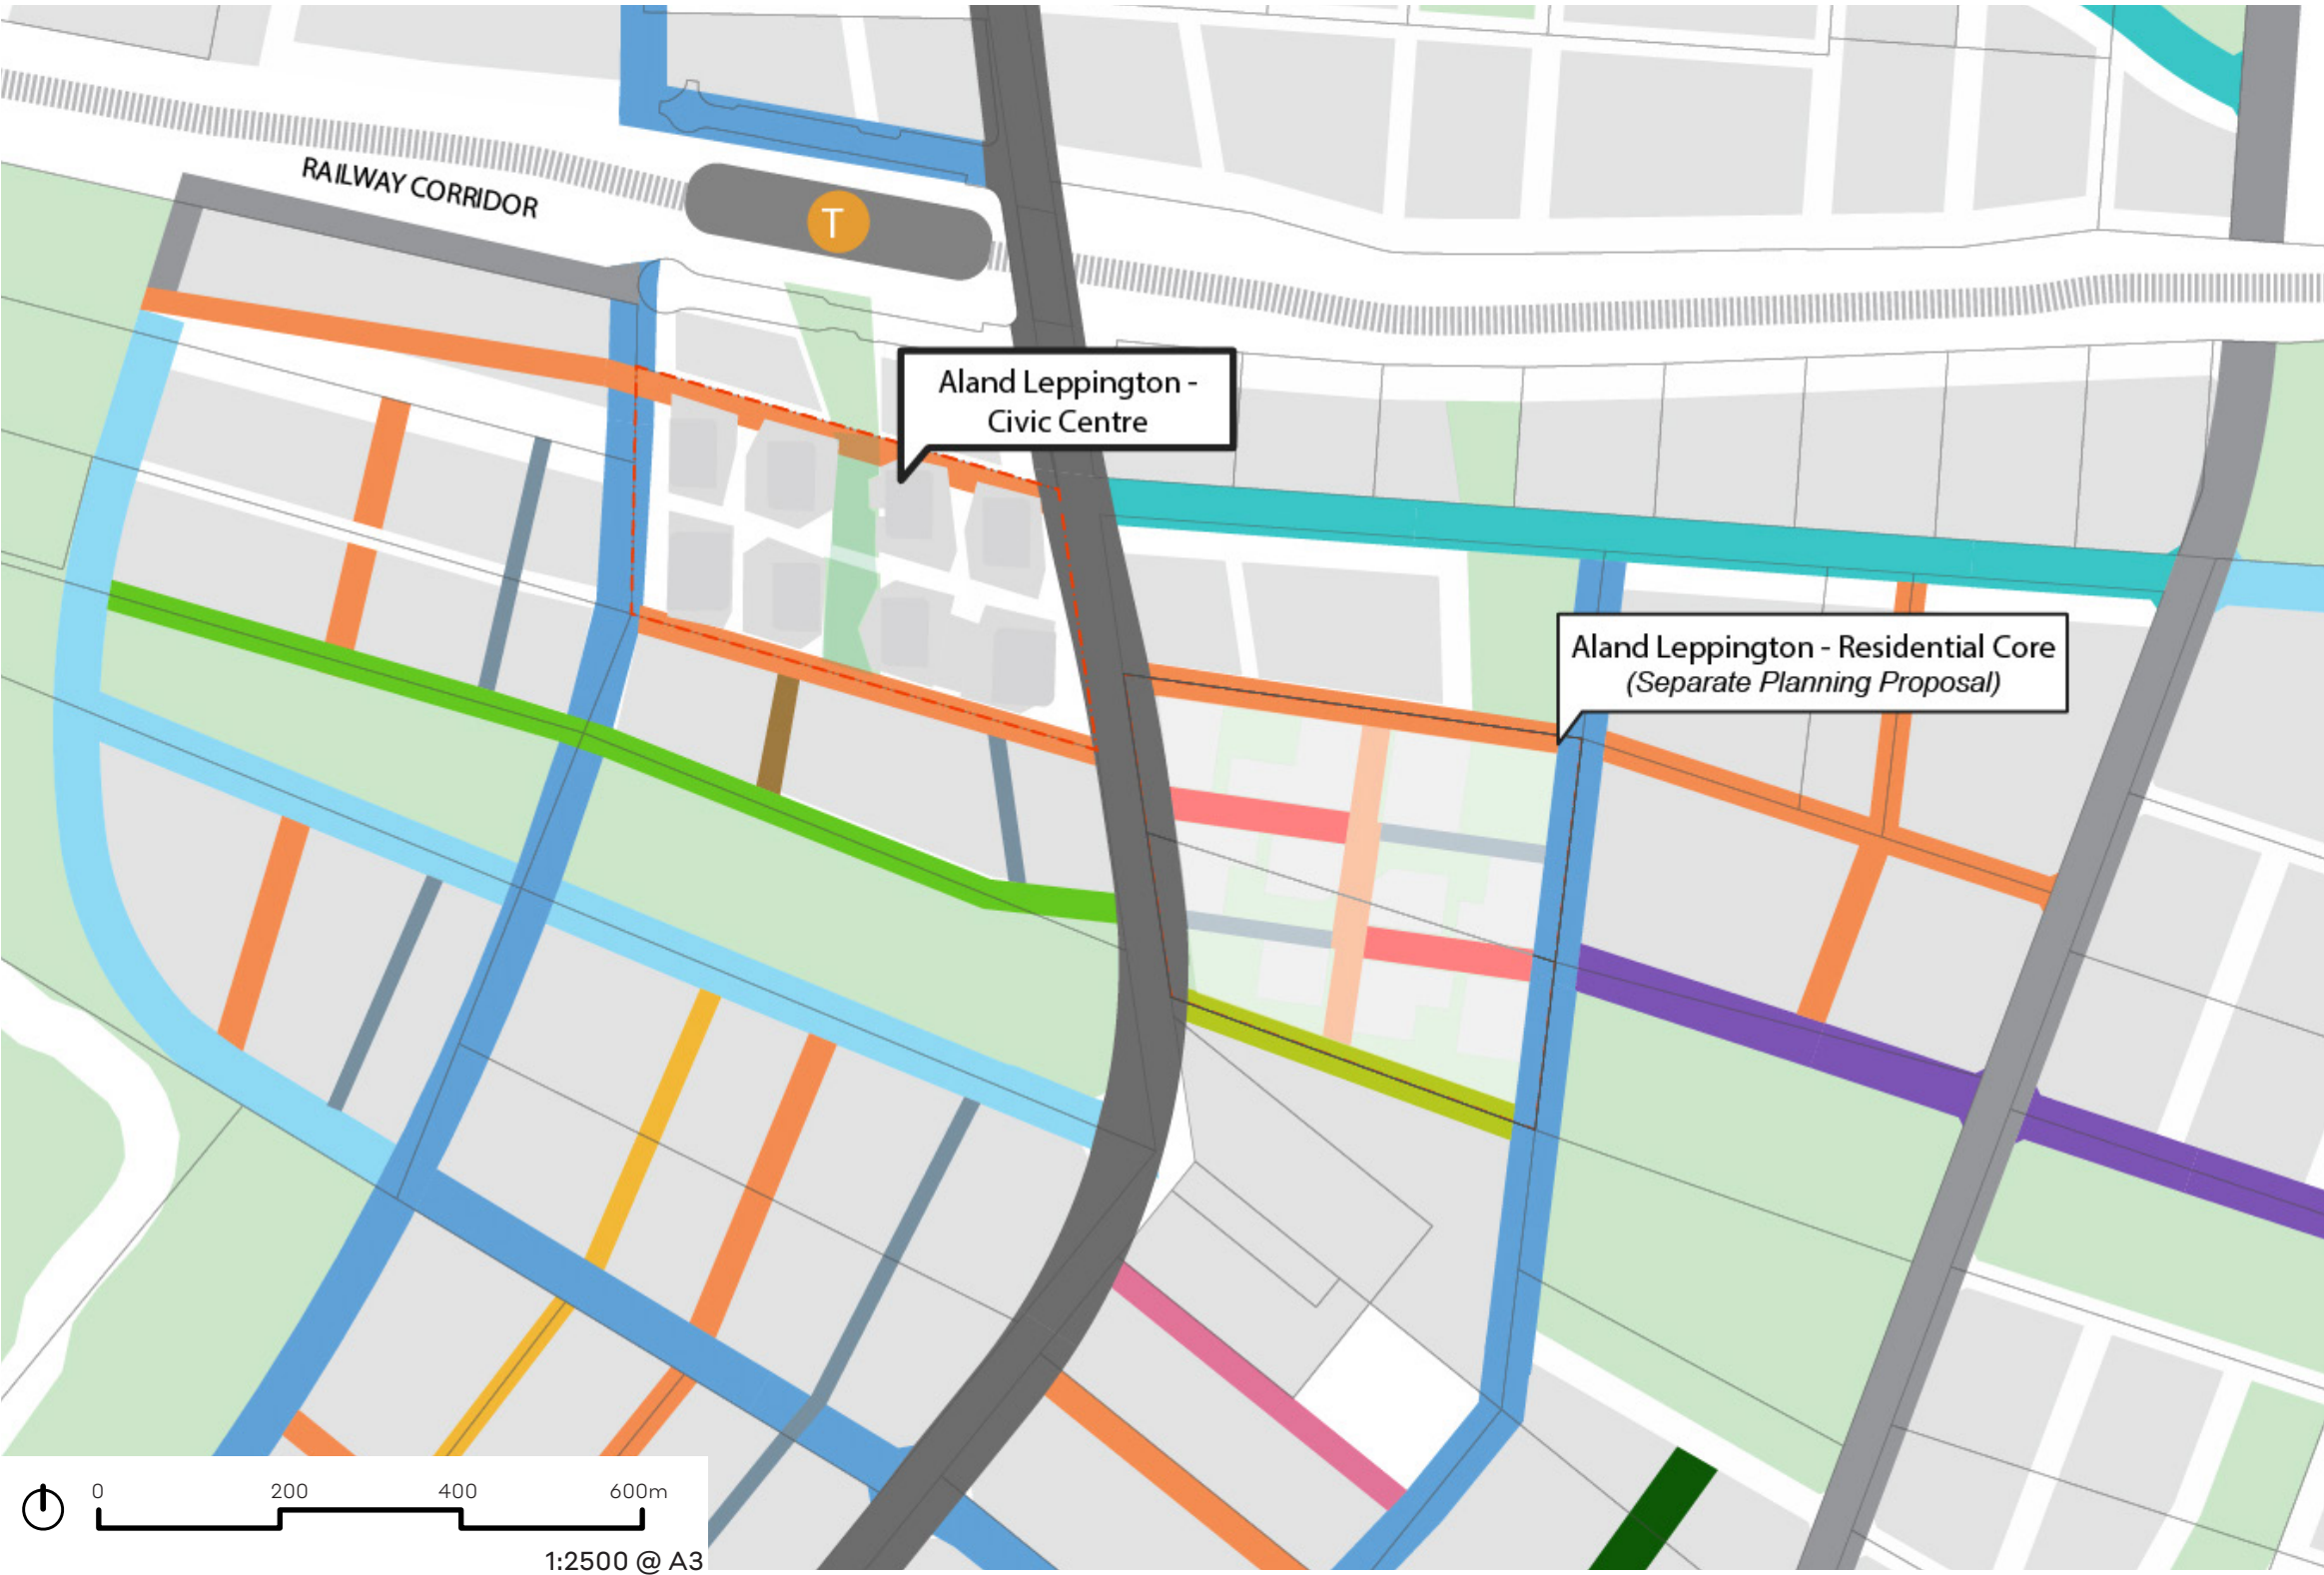 RAILWAY CORRIDOR
T
Aland Leppington -
Civic Centre
Aland Leppington - Residential Core
(Separate Planning Proposal)
0 200 400 600m
1:2500 @ A3